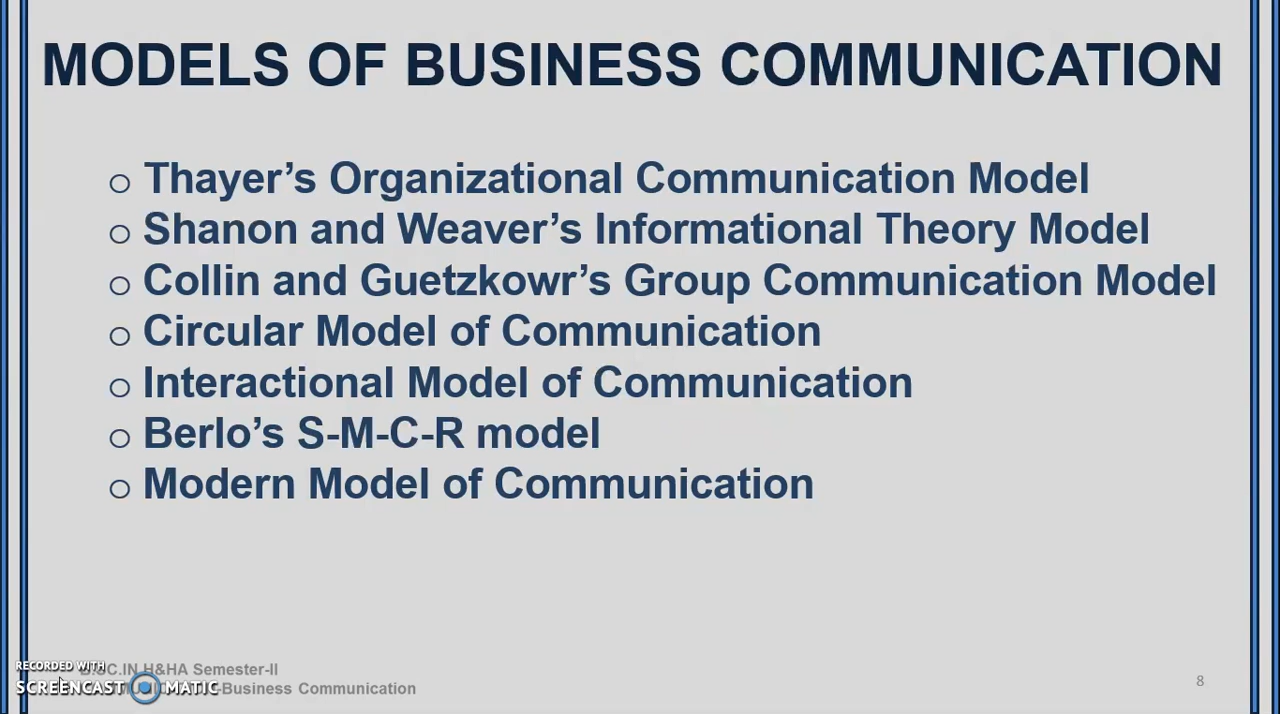 MODELS OF BUSINESS COMMUNICATION
o Thayer’s Organizational Communication Model
o Shanon and Weaver’s Informational Theory Model
o Collin and Guetzkowr’s Group Communication Model
o Circular Model of Communication
o Interactional Model of Communication
o Berlo’s S-M-C-R model
o Modern Model of Communication
RECORDED WITH
SCREENCAST MATIC
H&HA Semester-II
Business Communication
8